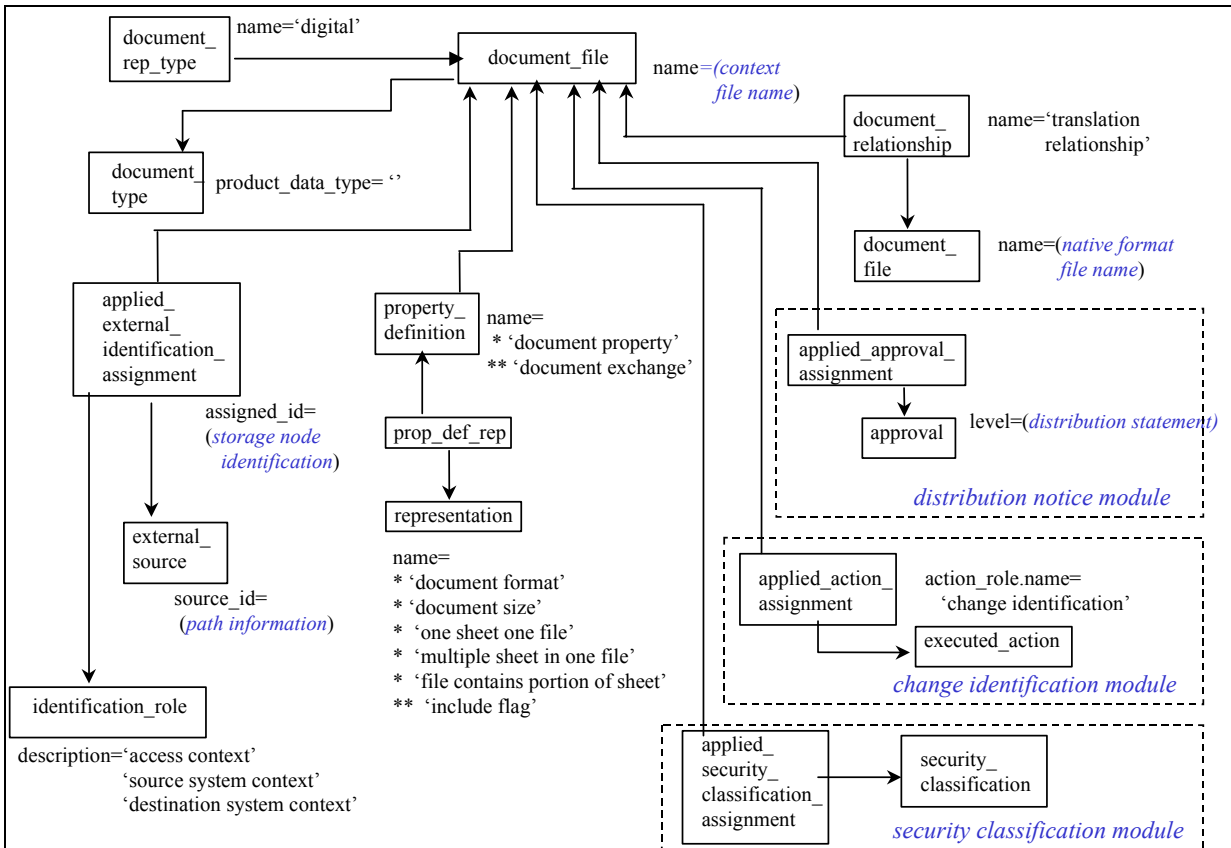 document_
rep_type
name=‘digital’
document_file
name=(context
file name)
document_
relationship
name=‘translation
relationship’
document_
type
product_data_type= ‘’
document_
file
name=(native format
file name)
applied_
external_
identification_
assignment
property_
definition
name=
* ‘document property’
** ‘document exchange’
applied_approval_
assignment
assigned_id=
(storage node
identification)
prop_def_rep
approval
level=(distribution statement)
distribution notice module
representation
external_
source
source_id=
(path information)
name=
* ‘document format’
* ‘document size’
* ‘one sheet one file’
* ‘multiple sheet in one file’
* ‘file contains portion of sheet’
** ‘include flag’
applied_action_
assignment
action_role.name=
‘change identification’
executed_action
change identification module
identification_role
description=‘access context’
‘source system context’
‘destination system context’
applied_
security_
classification_
assignment
security_
classification
security classification module